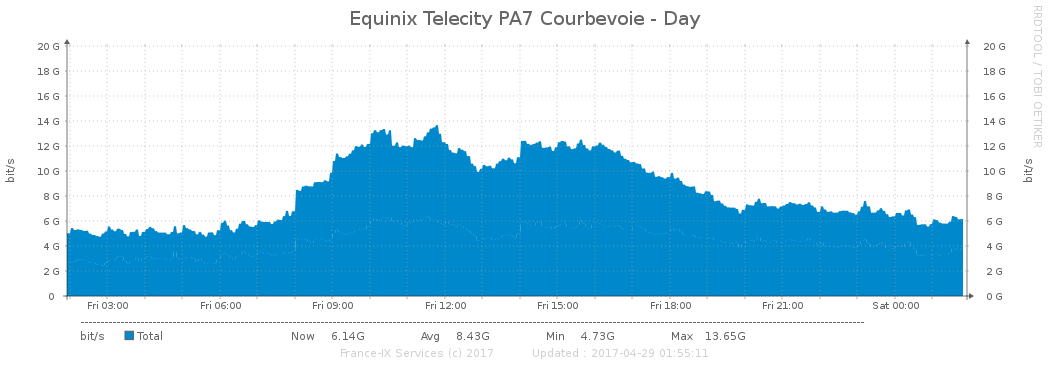 Equinix Telecity PA7 Courbevoie - Day
RRDTOOL / TOBI OETIKER
bit/s
20 G 20 G
18 G 18 G
16 G 16 G
14 G 14 G
12 G 12 G
10 G 10 G
8 G 8 G
6 G 6 G
4 G 4 G
2 G 2 G
0 0 G
bit/s
Fri 03:00 Fri 06:00 Fri 09:00 Fri 12:00 Fri 15:00 Fri 18:00 Fri 21:00 Sat 00:00
bit/s Total Now 6.14G Avg 8.43G Min 4.73G Max 13.65G
France-IX Services (c) 2017 Updated : 2017-04-29 01:55:11